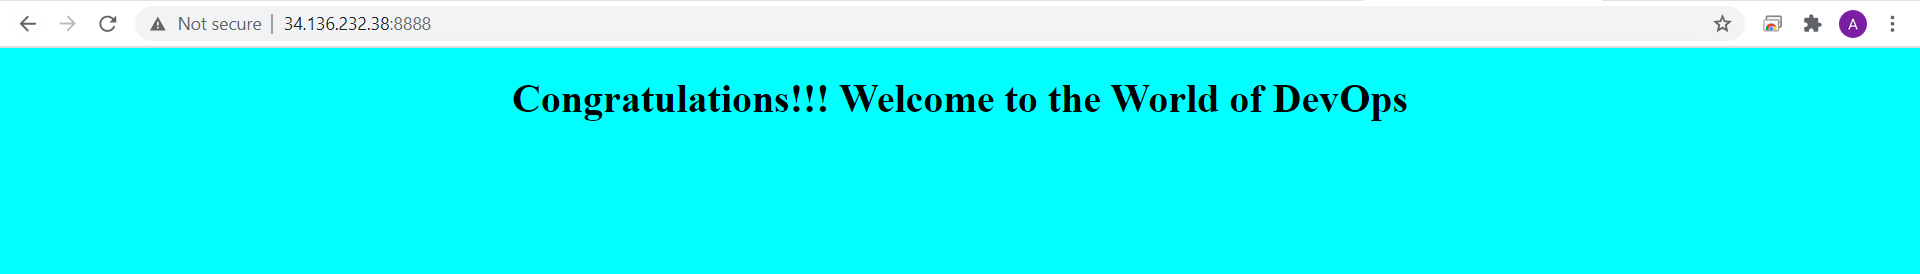 Not secure | 34.136.232.38:8888
A
Congratulations!!! Welcome to the World of DevOps